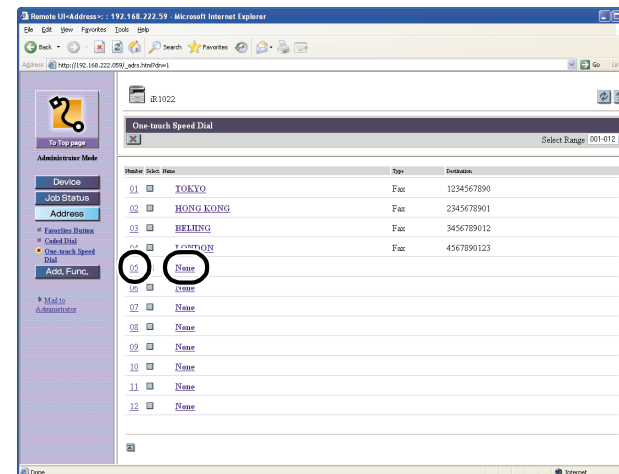 Remote UI<Address>: : 192.168.222.59 - Microsoft Internet Explorer
File Edit View Favorites Tools Help
Back Search Favorites
Address http://192.168.222.059/_adrs.html?drw=1 Go
iR1022
To Top page
One-touch Speed Dial
Select Range 001-012
Administrator Mode
Number Select Name Type Destination
Device
01 TOKYO Fax 1234567890
Job Status
02 HONG KONG Fax 2345678901
Address
03 BEIJING Fax 3456789012
Favorites Button
Coded Dial
One-touch Speed Dial
04 LONDON Fax 4567890123
Add, Func,
05 None
06 None
Mail to Administrator
07 None
08 None
09 None
10 None
11 None
12 None
Done Internet